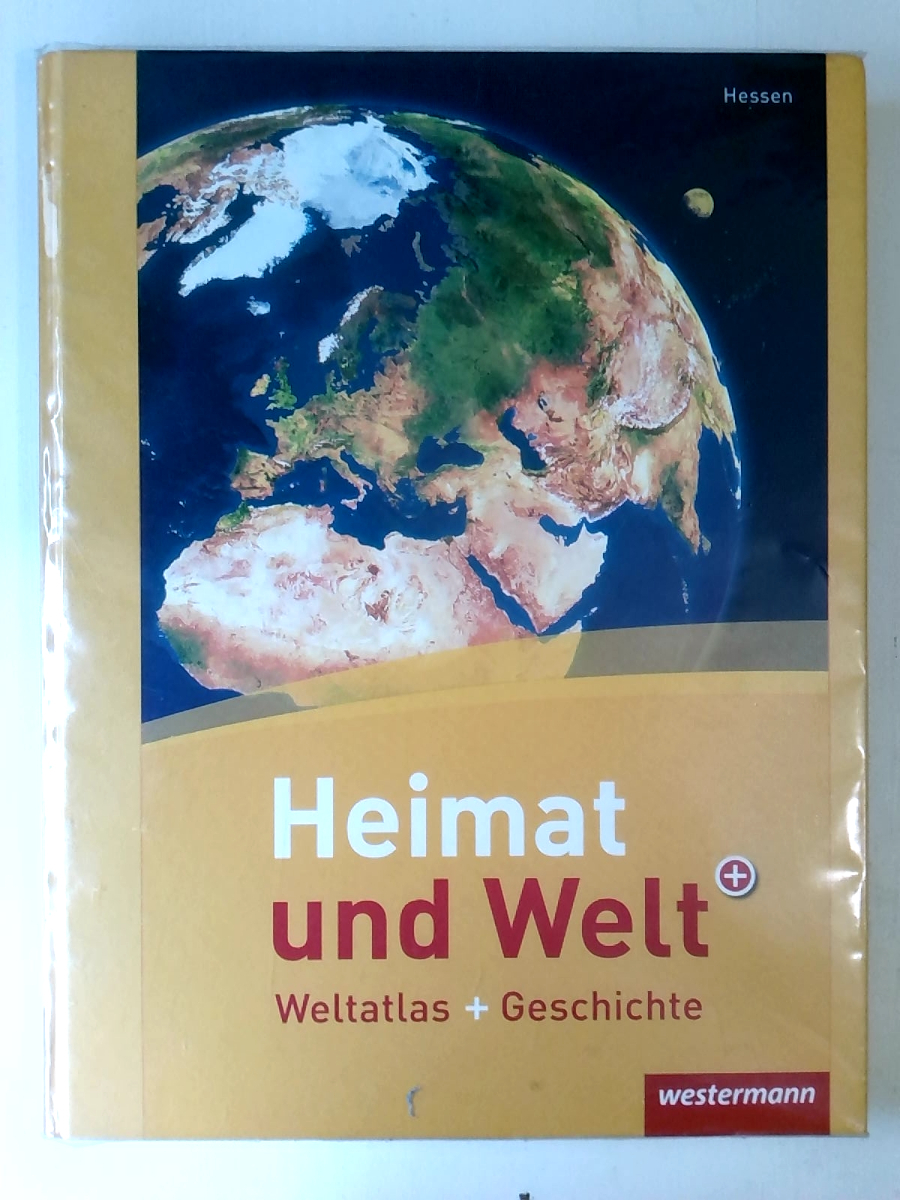 Hessen
Heimat
und Welt+
Weltatlas + Geschichte
westermann